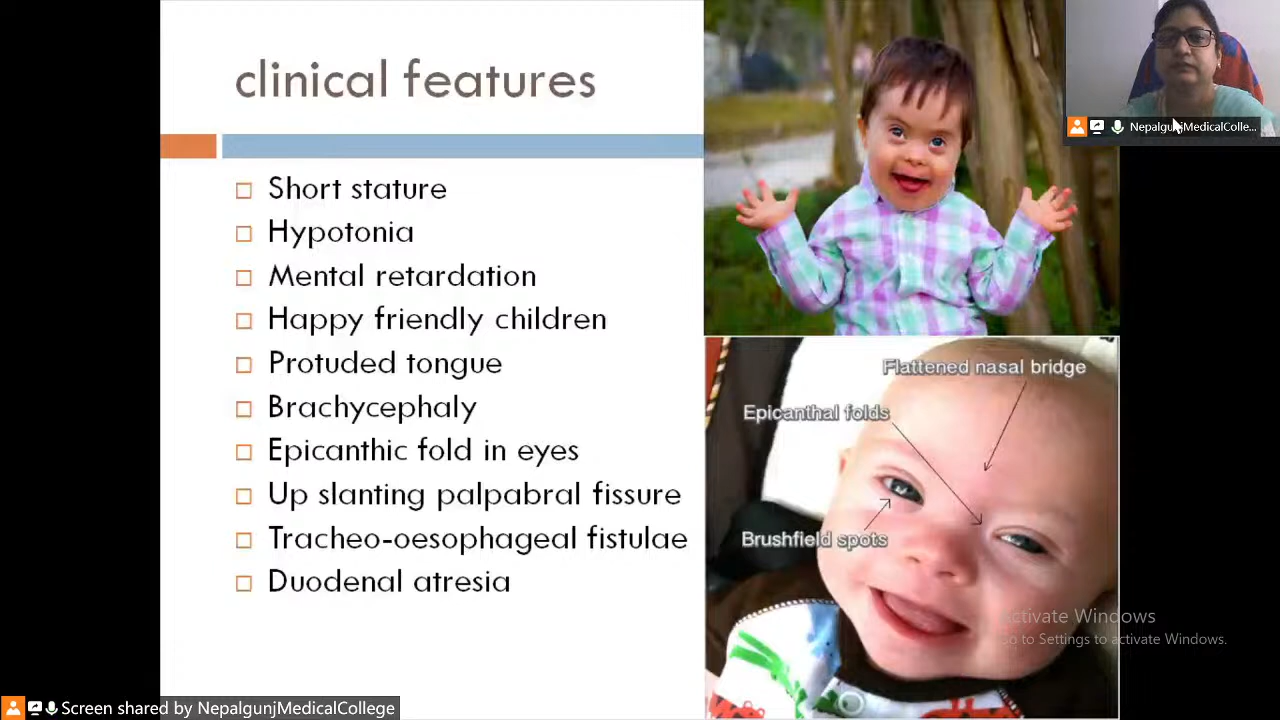 clinical features
Short stature
Hypotonia
Mental retardation
Happy friendly children
Protuded tongue
Brachycephaly
Epicanthic fold in eyes
Up slanting palpabral fissure
Tracheo-oesophageal fistulae
Duodenal atresia
Flattened nasal bridge
Epicanthal folds
Brushfield spots
NepalgunjMedicalColle...
Activate Windows
Go to Settings to activate Windows.
Screen shared by NepalgunjMedicalCollege